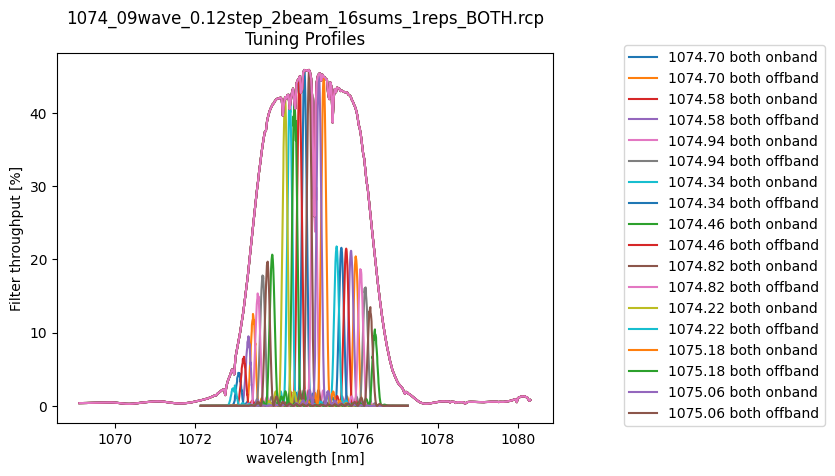 1074_09wave_0.12step_2beam_16sums_1reps_BOTH.rcp
Tuning Profiles
Filter throughput [%]
40
30
20
10
0
1070
1072
1074
1076
1078
1080
wavelength [nm]
1074.70 both onband
1074.70 both offband
1074.58 both onband
1074.58 both offband
1074.94 both onband
1074.94 both offband
1074.34 both onband
1074.34 both offband
1074.46 both onband
1074.46 both offband
1074.82 both onband
1074.82 both offband
1074.22 both onband
1074.22 both offband
1075.18 both onband
1075.18 both offband
1075.06 both onband
1075.06 both offband